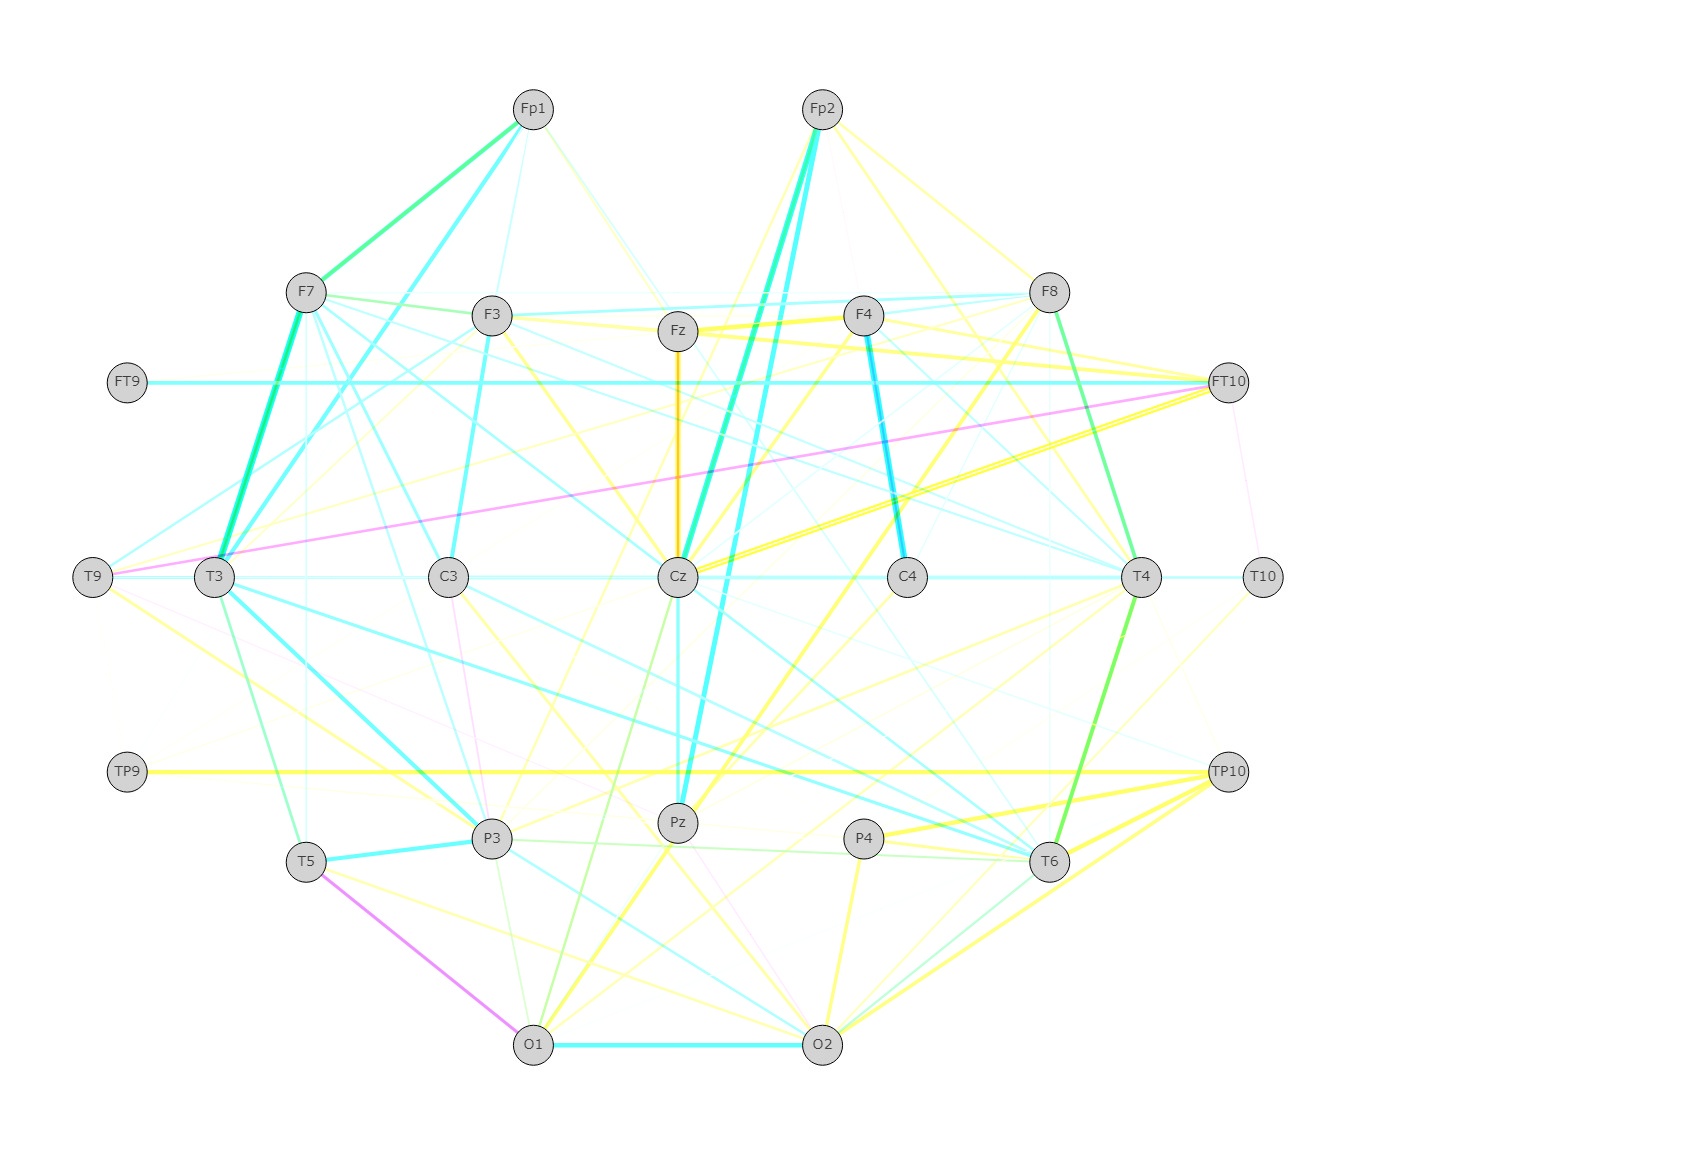 Fp1 Fp2
F7 F3 Fz F4 F8
FT9 FT10
T9 T3 C3 Cz C4 T4 T10
TP9 TP10
T5 P3 Pz P4 T6
O1 O2